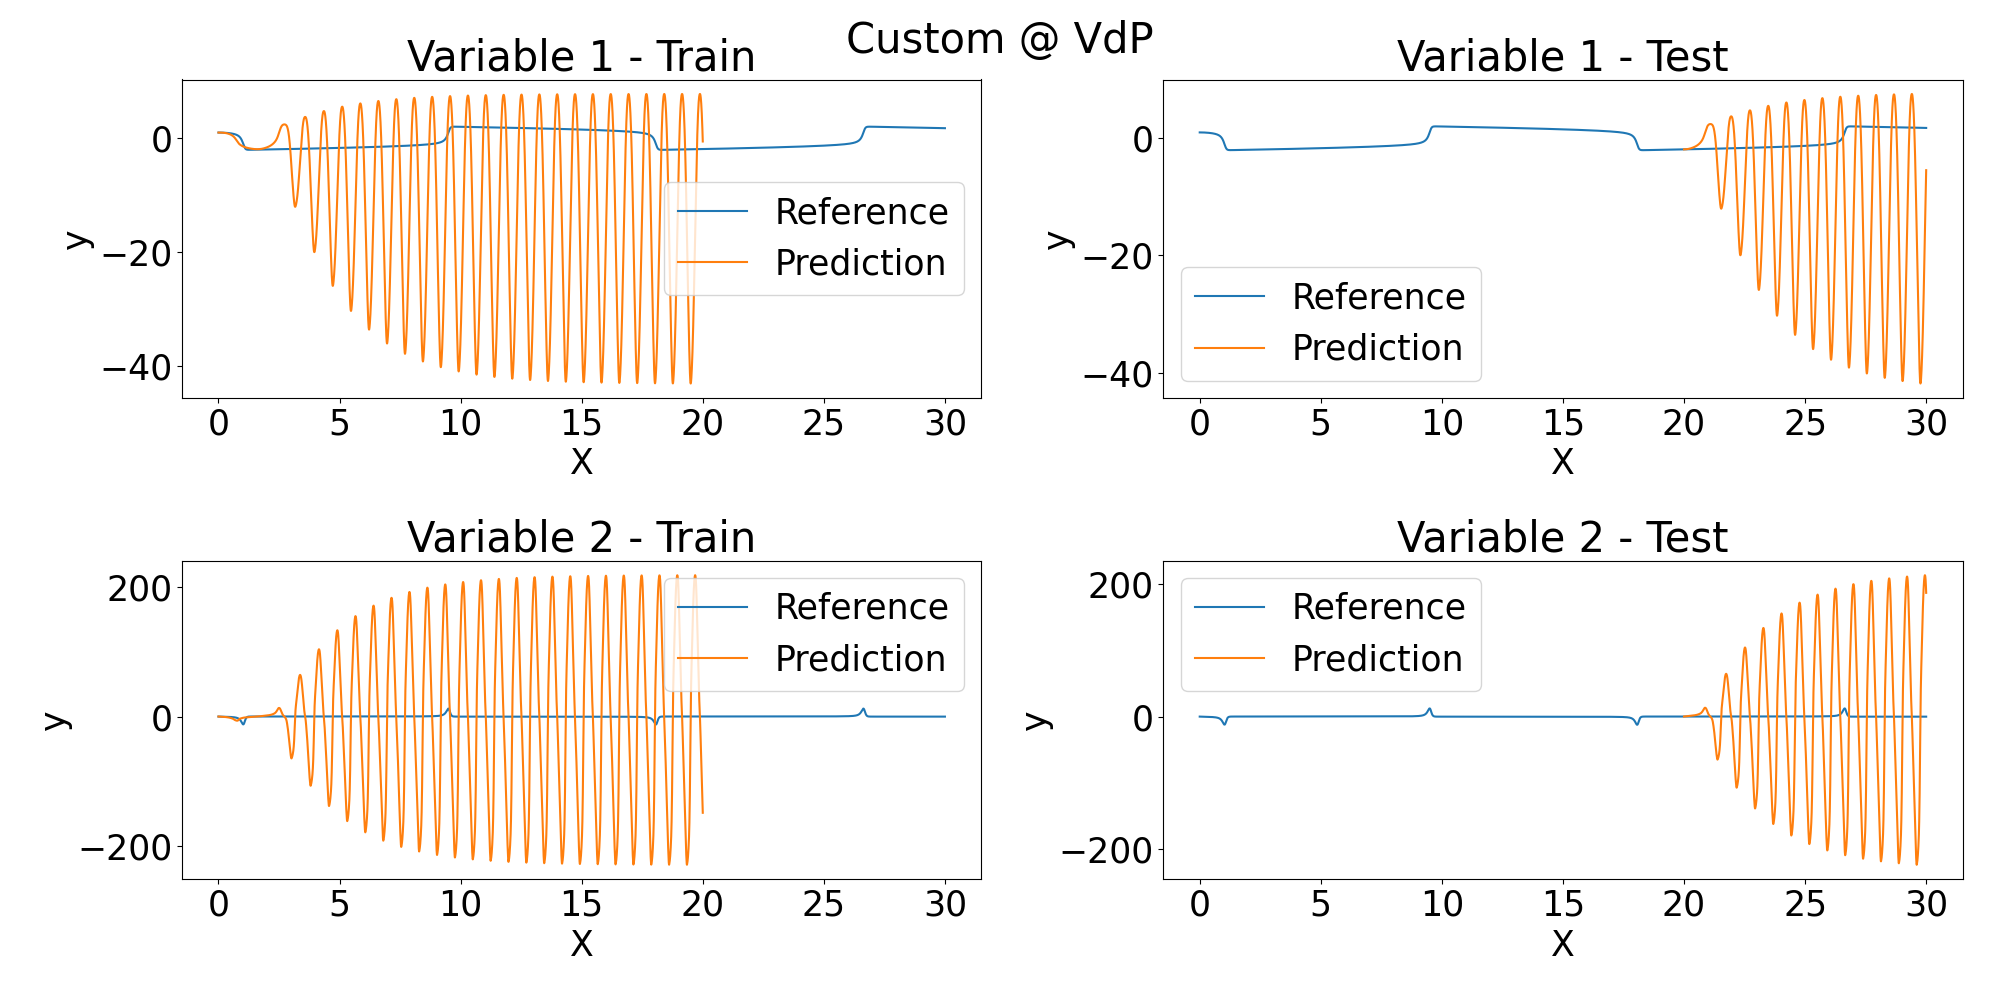 Custom @ VdP
Variable 1 - Train
0
−20
−40
y
Reference
Prediction
0 5 10 15 20 25 30
X
Variable 1 - Test
0
−20
−40
y
Reference
Prediction
0 5 10 15 20 25 30
X
Variable 2 - Train
200
0
−200
y
Reference
Prediction
0 5 10 15 20 25 30
X
Variable 2 - Test
200
0
−200
y
Reference
Prediction
0 5 10 15 20 25 30
X